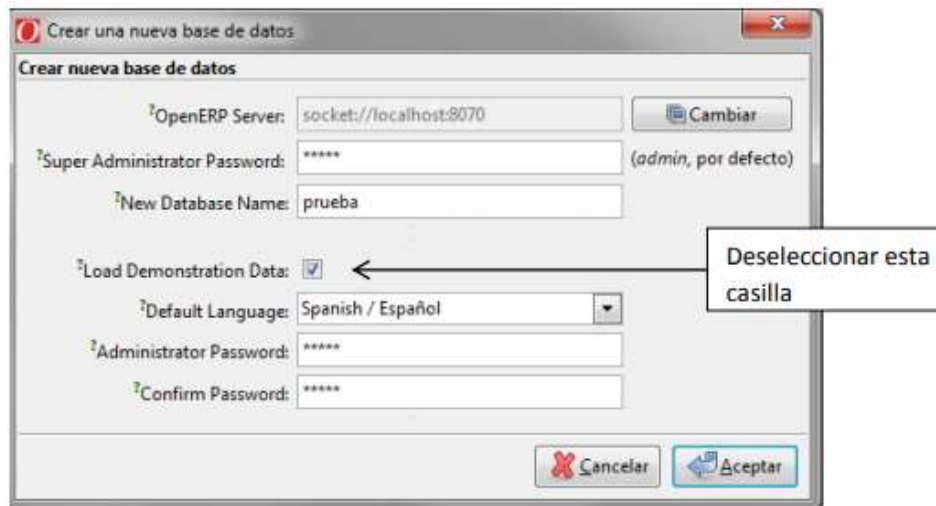 Crear una nueva base de datos
Crear nueva base de datos
?OpenERP Server: socket://localhost:8070 Cambiar
?Super Administrator Password: ***** (admin, por defecto)
?New Database Name: prueba
?Load Demonstration Data:
Deseleccionar esta
casilla
?Default Language: Spanish / Español
?Administrator Password: *****
?Confirm Password: *****
Cancelar Aceptar